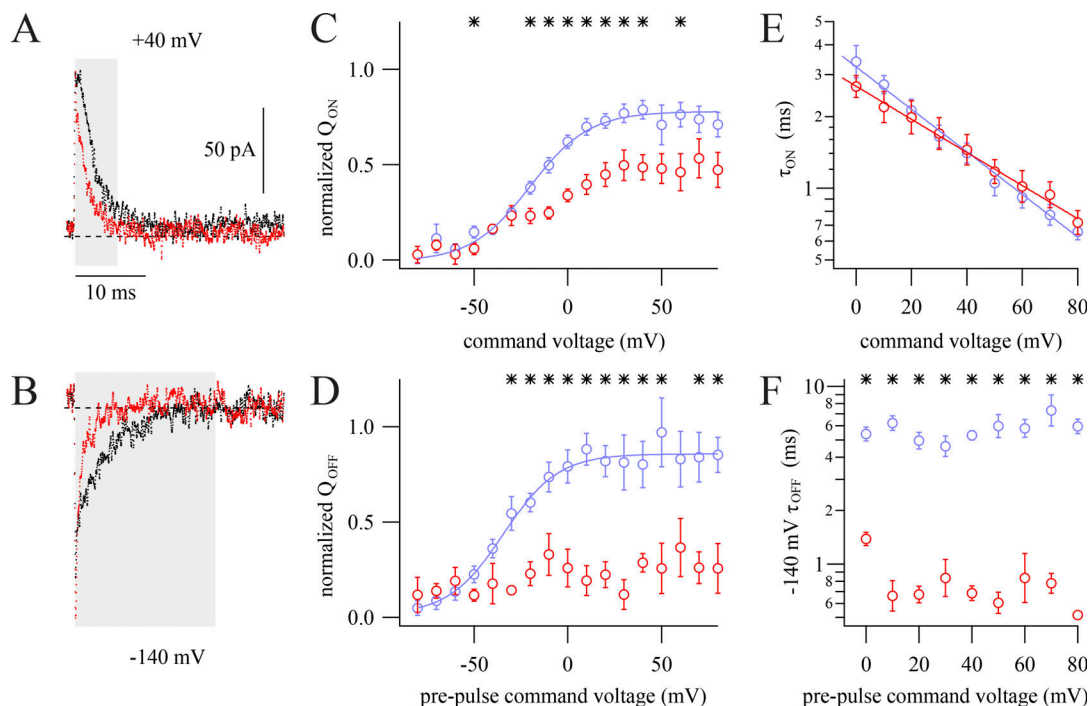 A
+40 mV
50 pA
10 ms
B
-140 mV
C
* * * * * * * * *
normalized Q_ON
1.0
0.5
0.0
-50 0 50
command voltage (mV)
D
* * * * * * * * * * *
normalized Q_OFF
1.0
0.5
0.0
-50 0 50
pre-pulse command voltage (mV)
E
τ_ON (ms)
5
4
3
2
1
8
7
6
5
0 20 40 60 80
command voltage (mV)
F
* * * * * * * * *
-140 mV τ_OFF (ms)
10
8
6
4
2
1
8
6
0 20 40 60 80
pre-pulse command voltage (mV)